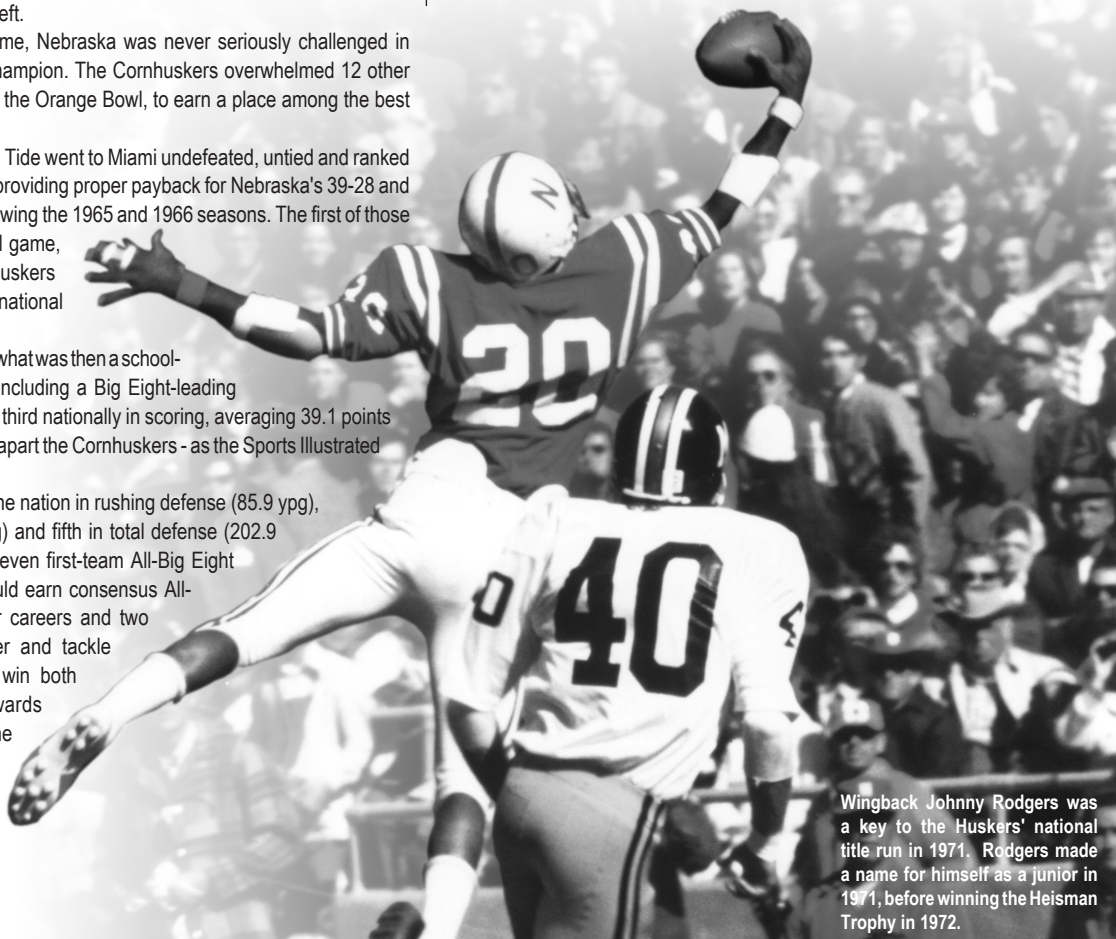 eft.
me, Nebraska was never seriously challenged in
hampion. The Cornhuskers overwhelmed 12 other
the Orange Bowl, to earn a place among the best
Tide went to Miami undefeated, untied and ranked
providing proper payback for Nebraska's 39-28 and
wing the 1965 and 1966 seasons. The first of those
l game,
uskers
national
what was then a school-
including a Big Eight-leading
third nationally in scoring, averaging 39.1 points
apart the Cornhuskers - as the Sports Illustrated
he nation in rushing defense (85.9 ypg),
g) and fifth in total defense (202.9
even first-team All-Big Eight
uld earn consensus All-
r careers and two
er and tackle
win both
wards
he
N
20
20
40
Wingback Johnny Rodgers was
a key to the Huskers' national
title run in 1971. Rodgers made
a name for himself as a junior in
1971, before winning the Heisman
Trophy in 1972.